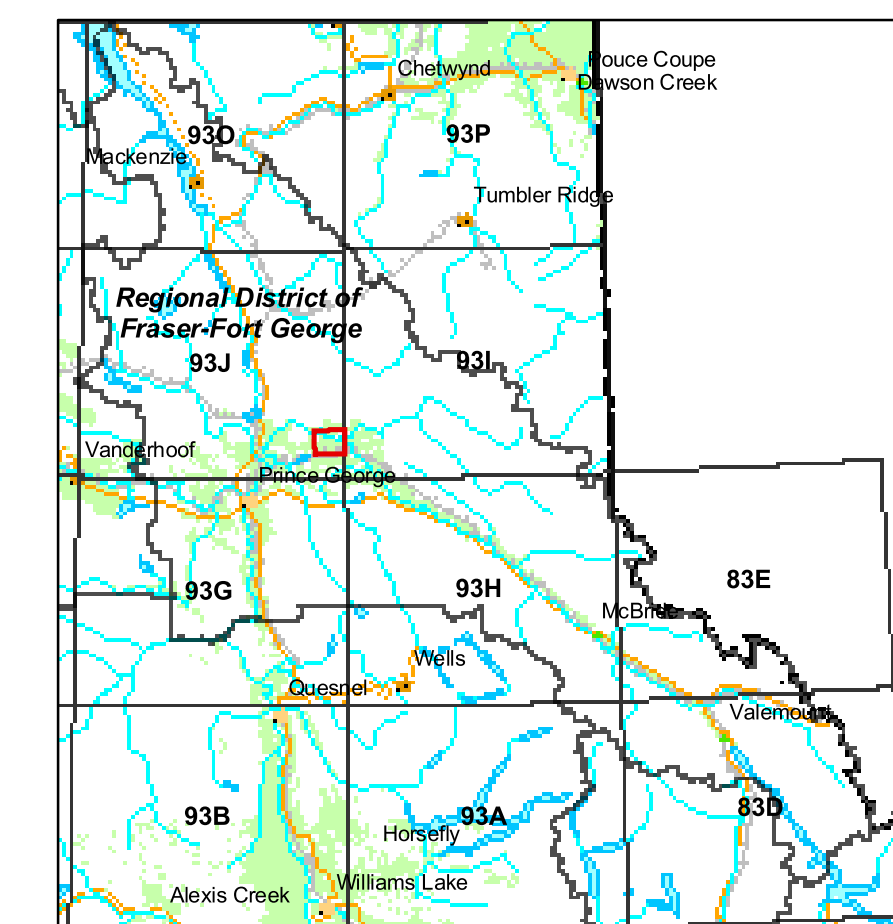 Pouce Coupe
Chetwynd
Dawson Creek
93O
93P
Mackenzie
Tumbler Ridge
Regional District of
Fraser-Fort George
93J
93I
Vanderhoof
Prince George
93G
93H
83E
McBride
Wells
Quesnel
Valemount
93B
93A
83D
Horsefly
Williams Lake
Alexis Creek